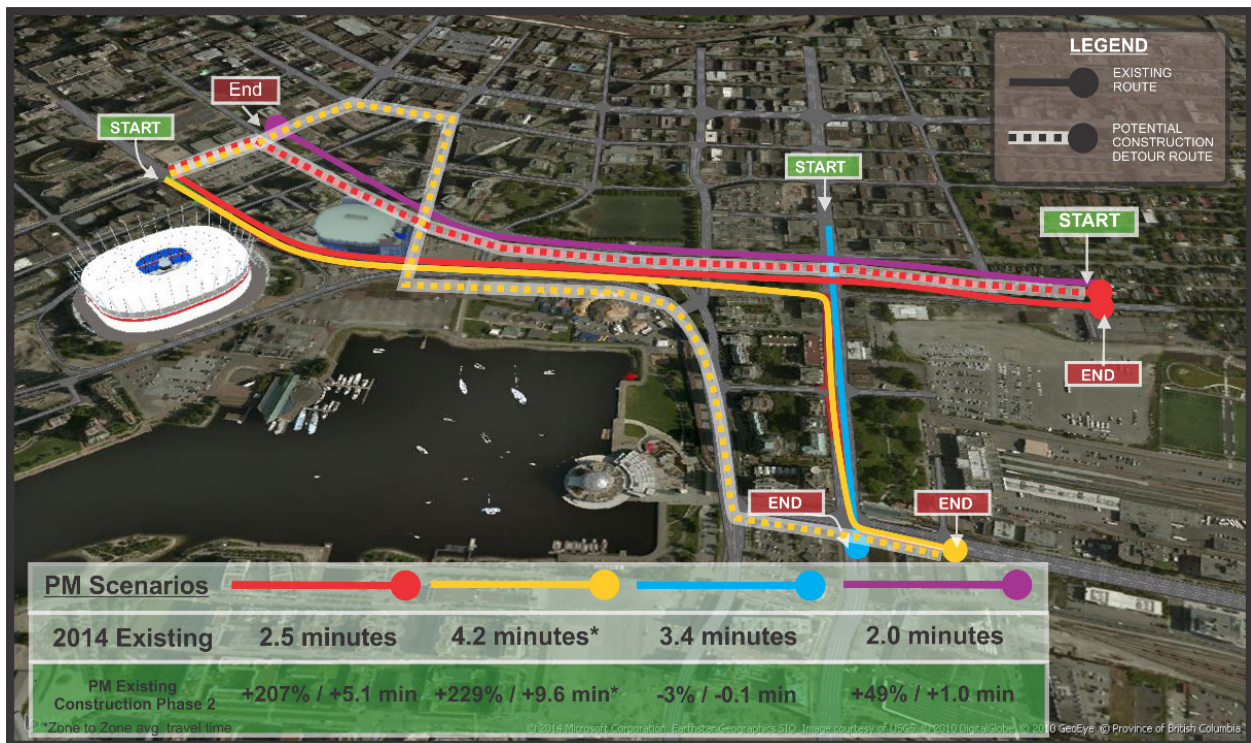 LEGEND
EXISTING
ROUTE
POTENTIAL
CONSTRUCTION
DETOUR ROUTE
End
START
START
START
END
END
END
PM Scenarios
2014 Existing 2.5 minutes 4.2 minutes* 3.4 minutes 2.0 minutes
PM Existing
Construction Phase 2 +207% / +5.1 min +229% / +9.6 min* -3% / -0.1 min +49% / +1.0 min
*Zone to Zone avg. travel time
© 2014 Microsoft Corporation Earthstar Geographics SIO Image courtesy of USGS © 2010 DigitalGlobe © 2010 GeoEye © Province of British Columbia